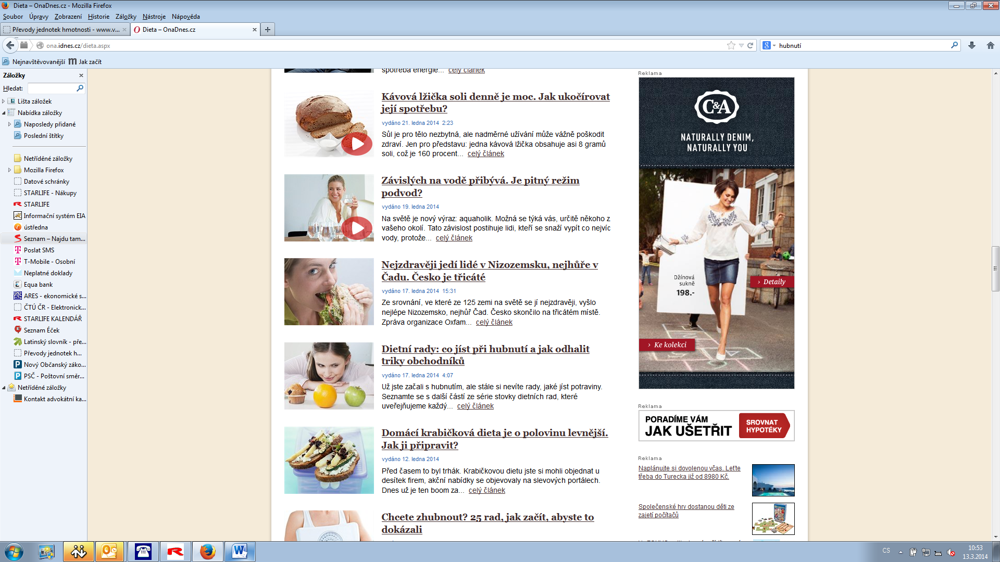 Dieta – OnaDnes.cz - Mozilla Firefox
Soubor Úpravy Zobrazení Historie Záložky Nástroje Nápověda
Převody jednotek hmotnosti - www.v...
Dieta – OnaDnes.cz
ona.idnes.cz/dieta.aspx
hubnutí
Nejnavštěvovanější
Jak začít
Záložky
Hledat:
Lišta záložek
Nabídka záložky
Naposledy přidané
Poslední štítky
Netříděné záložky
Mozilla Firefox
Datové schránky
STARLIFE - Nákupy
STARLIFE
Informační systém EIA
ústředna
Seznam – Najdu tam...
Poslat SMS
T-Mobile - Osobní
Neplatné doklady
Equa bank
ARES - ekonomické s...
ČTÚ ČR - Elektronick...
STARLIFE KALENDÁŘ
Seznam Éček
Latinský slovník - pře...
Převody jednotek h...
Nový Občanský záko...
PSČ - Poštovní směr...
Netříděné záložky
Kontakt advokátní ka...
spotřeba energie... celý článek
Kávová lžička soli denně je moc. Jak ukočírovat
její spotřebu?
vydáno 21. ledna 2014 2:23
Sůl je pro tělo nezbytná, ale nadměrné užívání může vážně poškodit
zdraví. Jen pro představu: jedna kávová lžička obsahuje asi 8 gramů
soli, což je 160 procent... celý článek
Závislých na vodě přibývá. Je pitný režim
podvod?
vydáno 19. ledna 2014
Na světě je nový výraz: aquaholik. Možná se týká vás, určitě někoho z
vašeho okolí. Tato závislost postihuje lidi, kteří se snaží vypít co nejvíc
vody, protože... celý článek
Nejzdravěji jedí lidé v Nizozemsku, nejhůře v
Čadu. Česko je třicáté
vydáno 17. ledna 2014 15:31
Ze srovnání, ve které ze 125 zemi na světě se jí nejzdravěji, vyšlo
nejlépe Nizozemsko, nejhůř Čad. Česko skončilo na třicátém místě.
Zpráva organizace Oxfam... celý článek
Dietní rady: co jíst při hubnutí a jak odhalit
triky obchodníků
vydáno 17. ledna 2014 4:07
Už jste začali s hubnutím, ale stále si nevíte rady, jaké jíst potraviny.
Seznamte se s další částí ze série stovky dietních rad, které
uveřejňujeme každý... celý článek
Domácí krabičková dieta je o polovinu levnější.
Jak ji připravit?
vydáno 12. ledna 2014
Před časem to byl trhák. Krabičkovou dietu jste si mohli objednat u
desítek firem, akční nabídky se objevovaly na slevových portálech.
Dnes už je ten boom za... celý článek
Chcete zhubnout? 25 rad, jak začít, abyste to
dokázali
Reklama
C&A
NATURALLY DENIM,
NATURALLY YOU
Džínová
sukně
198.-
› Detaily
› Ke kolekci
Reklama
PORADÍME VÁM
JAK UŠETŘIT
SROVNAT
HYPOTÉKY
Reklama
Naplánujte si dovolenou včas. Leťte
třeba do Turecka již od 8980 Kč.
Společenské hry dostanou děti ze
zajetí počítačů
CS
10:53
13.3.2014